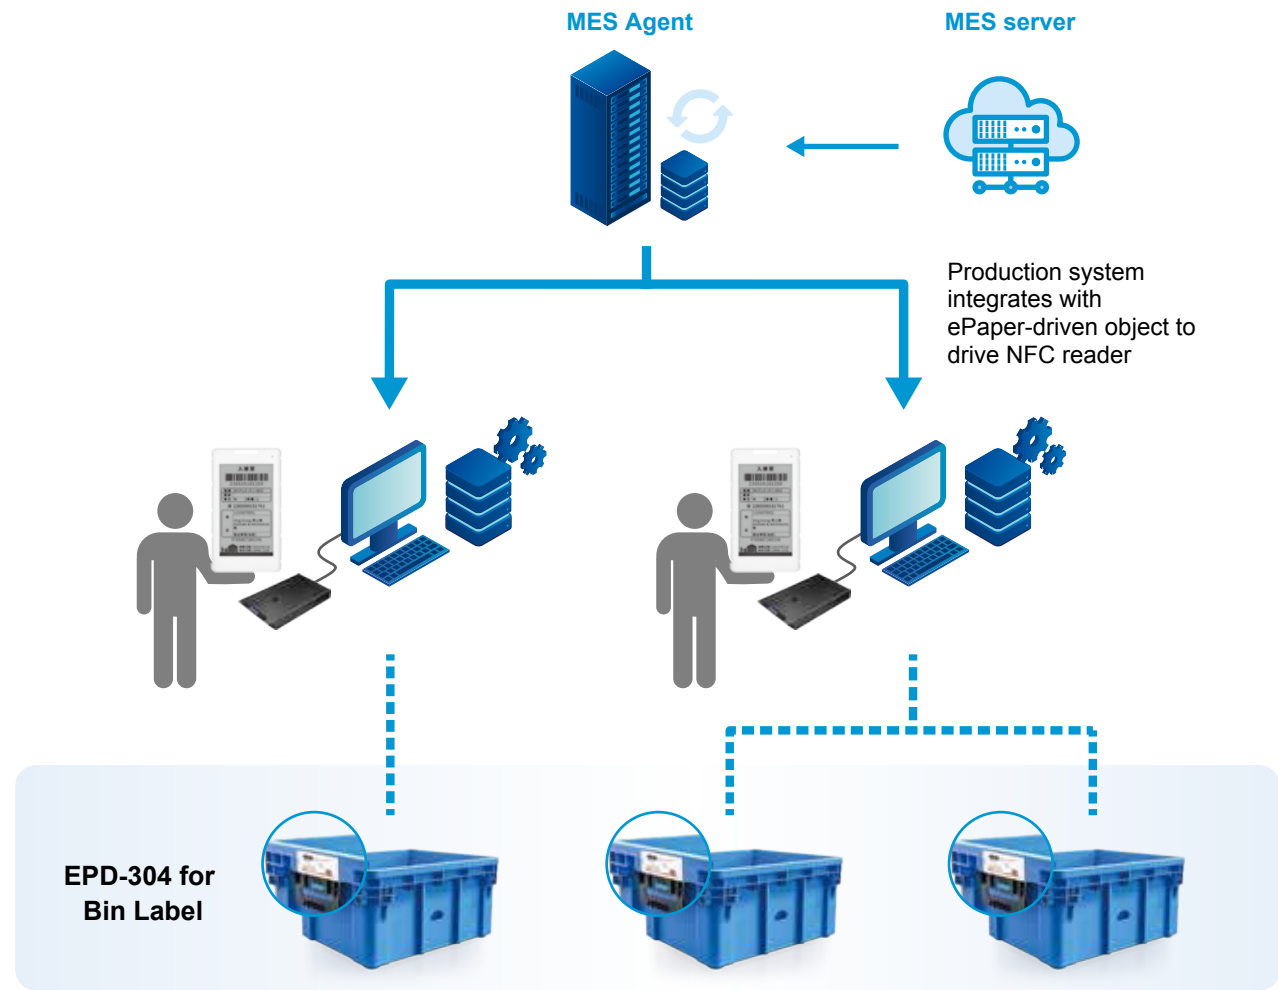 MES Agent
MES server
Production system
integrates with
ePaper-driven object to
drive NFC reader
EPD-304 for
Bin Label